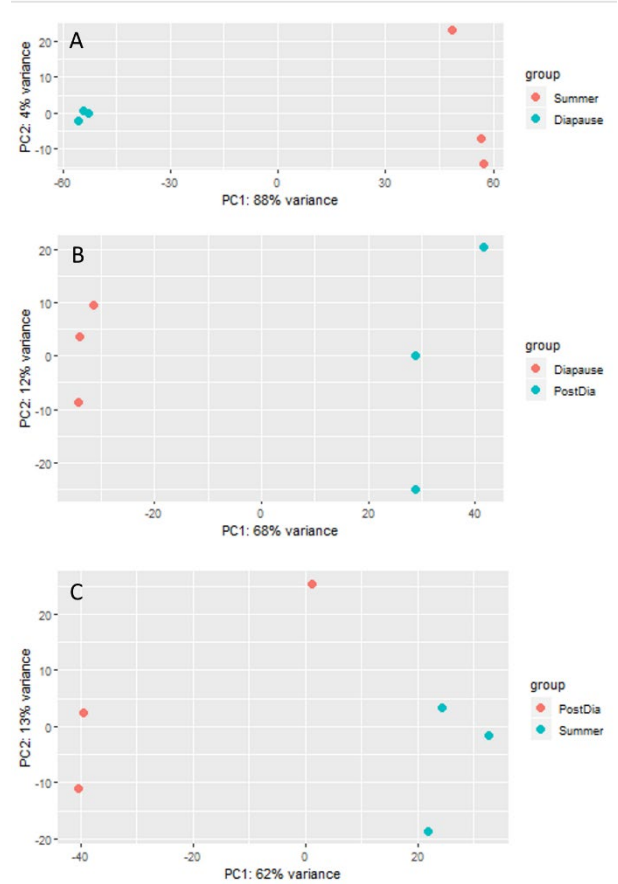 A
PC2: 4% variance
20
10
0
-10
-60
-30
0
30
60
PC1: 88% variance
group
Summer
Diapause
B
PC2: 12% variance
20
10
0
-10
-20
-20
0
20
40
PC1: 68% variance
group
Diapause
PostDia
C
PC2: 13% variance
20
10
0
-10
-20
-40
-20
0
20
PC1: 62% variance
group
PostDia
Summer